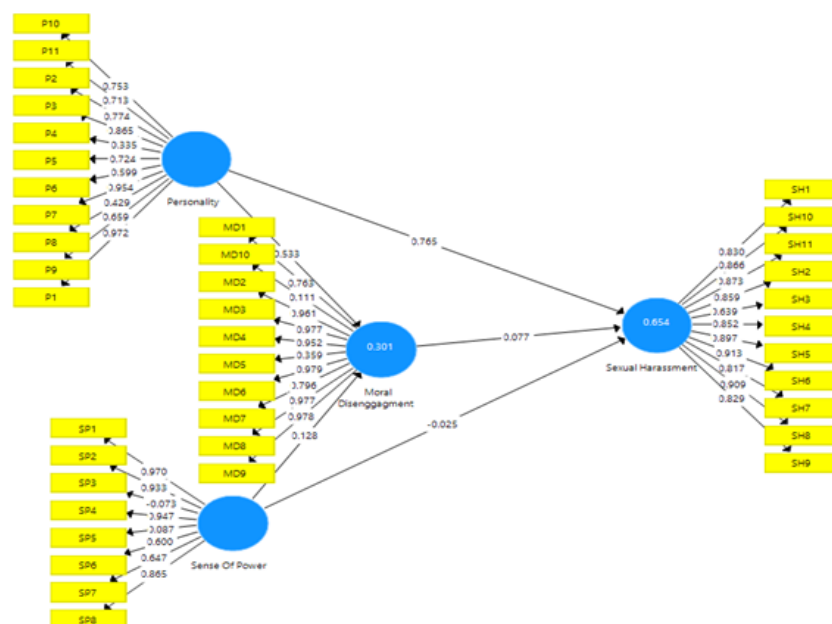 P10
P11
P2
P3
P4
P5
P6
P7
P8
P9
P1
0.753
0.713
0.774
0.865
0.335
0.724
0.599
0.954
0.429
0.659
0.972
Personality
MD1
MD10
MD2
MD3
MD4
MD5
MD6
MD7
MD8
MD9
0.533
0.763
0.111
0.961
0.977
0.952
0.359
0.979
0.796
0.977
0.978
0.128
0.301
Moral
Disenggagment
0.765
0.077
-0.025
SP1
SP2
SP3
SP4
SP5
SP6
SP7
SP8
0.970
0.933
-0.073
0.947
0.087
0.600
0.647
0.865
Sense Of Power
0.654
Sexual Harassment
0.830
0.866
0.873
0.859
0.639
0.852
0.897
0.913
0.817
0.909
0.829
SH1
SH10
SH11
SH2
SH3
SH4
SH5
SH6
SH7
SH8
SH9